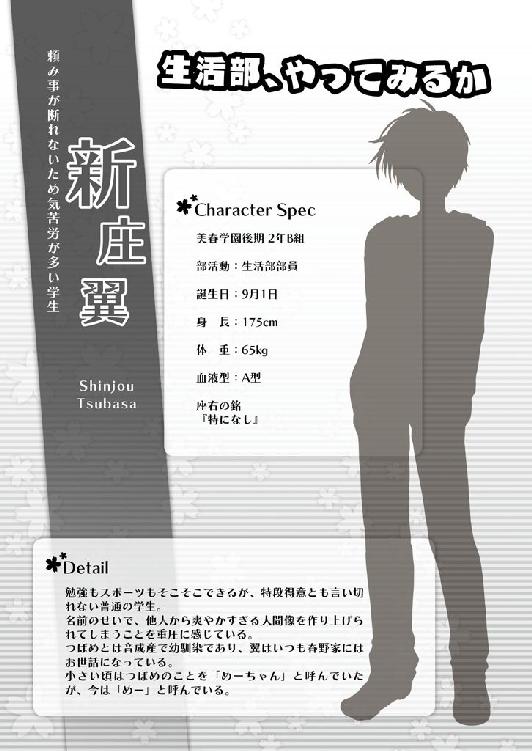 生活部、やってみるか
頼み事が断れないため気苦労が多い学生
新庄翼
Shinjou
Tsubasa
Character Spec
美春学園後期 2年B組
部活動：生活部部員
誕生日：9月1日
身　長：175cm
体　重：65kg
血液型：A型
座右の銘
『特になし』
Detail
勉強もスポーツもそこそこできるが、特段得意とも言い切
れない普通の学生。
名前のせいで、他人から爽やかすぎる人間像を作り上げら
れてしまうことを重圧に感じている。
つばめとは音成産で幼馴染であり、翼はいつも春野家には
お世話になっている。
小さい頃はつばめのことを「めーちゃん」と呼んでいた
が、今は「めー」と呼んでいる。